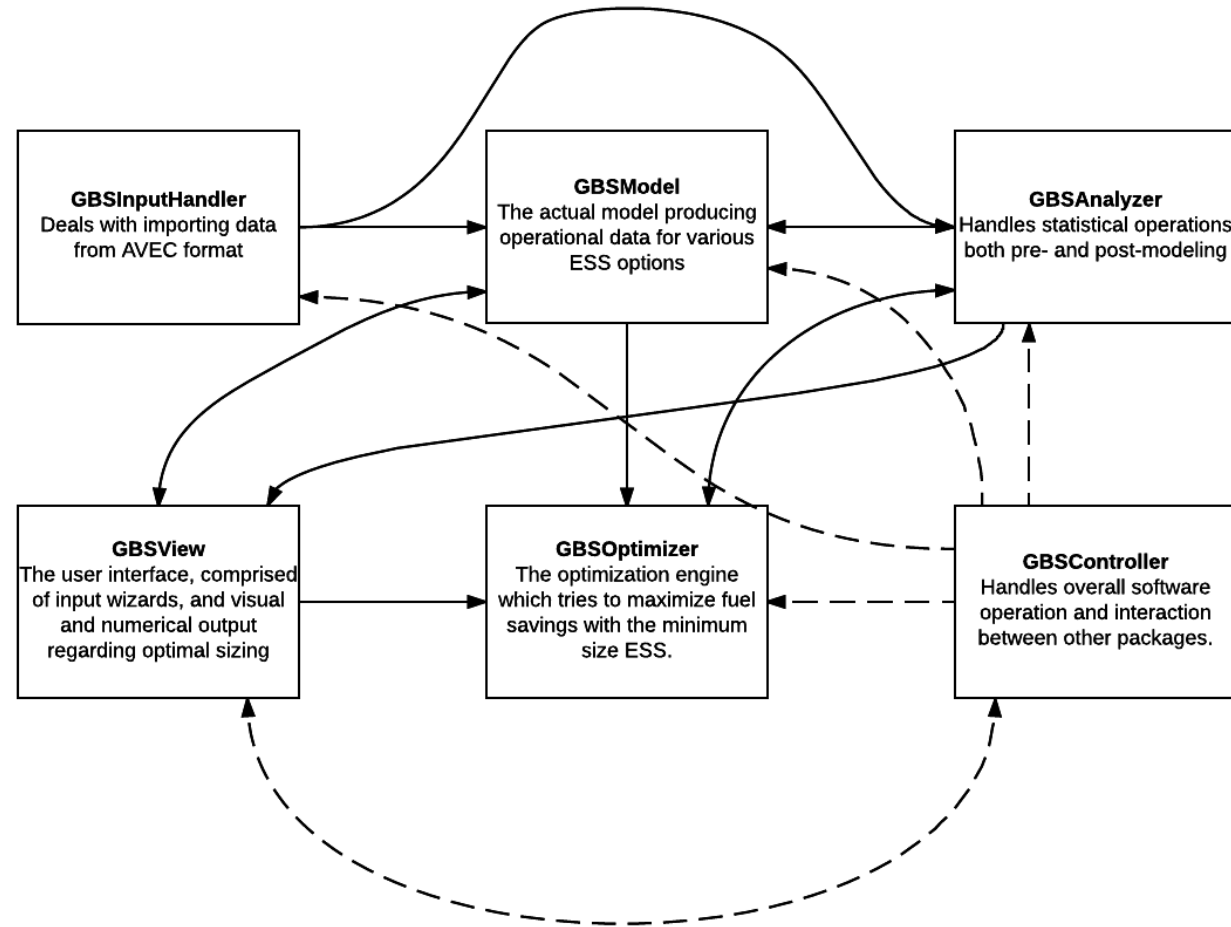 GBSInputHandler
Deals with importing data
from AVEC format
GBSModel
The actual model producing
operational data for various
ESS options
GBSAnalyzer
Handles statistical operations
both pre- and post-modeling
GBSView
The user interface, comprised
of input wizards, and visual
and numerical output
regarding optimal sizing
GBSOptimizer
The optimization engine
which tries to maximize fuel
savings with the minimum
size ESS.
GBSController
Handles overall software
operation and interaction
between other packages.